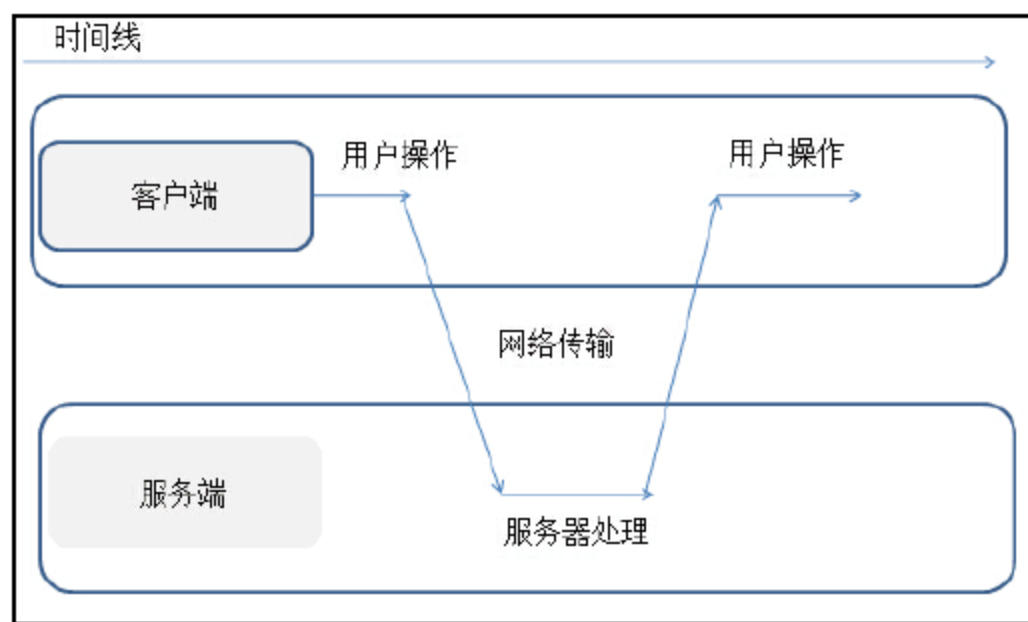 时间线
用户操作
用户操作
客户端
网络传输
服务端
服务器处理